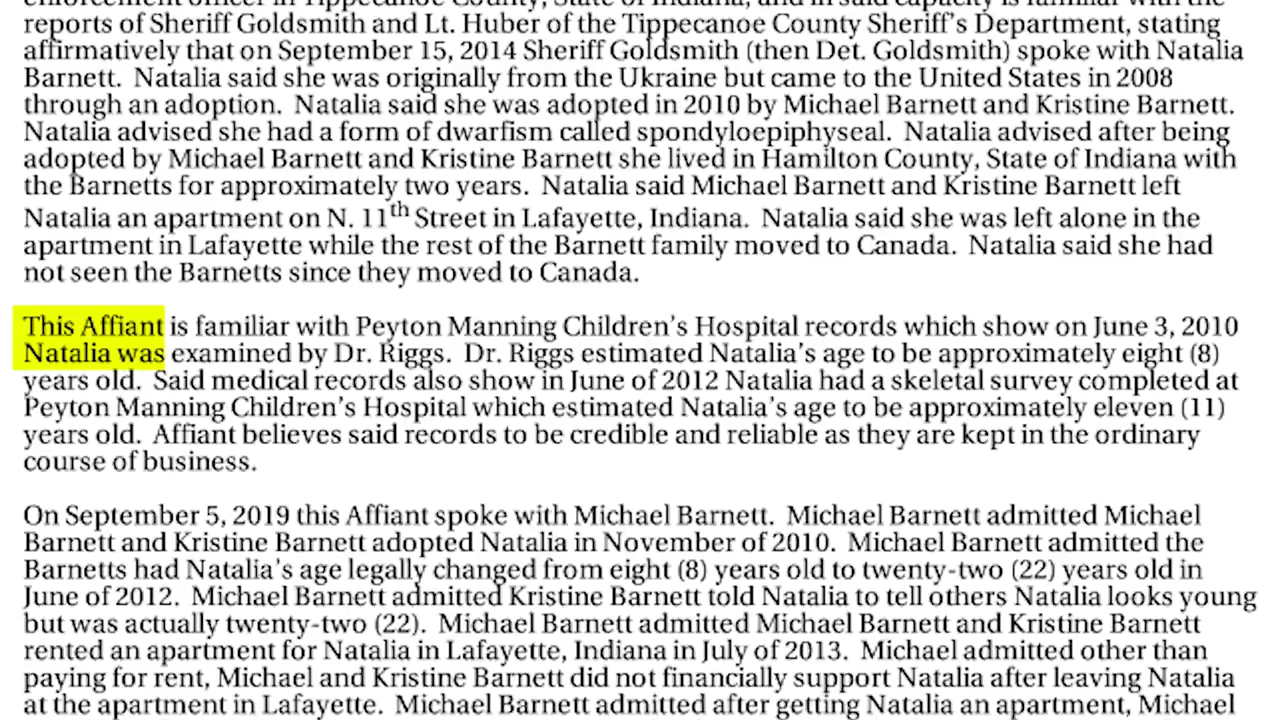 enforcement officer in Tippecanoe County, State of Indiana, and in said capacity is familiar with the
reports of Sheriff Goldsmith and Lt. Huber of the Tippecanoe County Sheriff's Department, stating
affirmatively that on September 15, 2014 Sheriff Goldsmith (then Det. Goldsmith) spoke with Natalia
Barnett.  Natalia said she was originally from the Ukraine but came to the United States in 2008
through an adoption.  Natalia said she was adopted in 2010 by Michael Barnett and Kristine Barnett.
Natalia advised she had a form of dwarfism called spondyloepiphyseal.  Natalia advised after being
adopted by Michael Barnett and Kristine Barnett she lived in Hamilton County, State of Indiana with
the Barnetts for approximately two years.  Natalia said Michael Barnett and Kristine Barnett left
Natalia an apartment on N. 11th Street in Lafayette, Indiana.  Natalia said she was left alone in the
apartment in Lafayette while the rest of the Barnett family moved to Canada.  Natalia said she had
not seen the Barnetts since they moved to Canada.
This Affiant is familiar with Peyton Manning Children's Hospital records which show on June 3, 2010
Natalia was examined by Dr. Riggs.  Dr. Riggs estimated Natalia's age to be approximately eight (8)
years old.  Said medical records also show in June of 2012 Natalia had a skeletal survey completed at
Peyton Manning Children's Hospital which estimated Natalia's age to be approximately eleven (11)
years old.  Affiant believes said records to be credible and reliable as they are kept in the ordinary
course of business.
On September 5, 2019 this Affiant spoke with Michael Barnett.  Michael Barnett admitted Michael
Barnett and Kristine Barnett adopted Natalia in November of 2010.  Michael Barnett admitted the
Barnetts had Natalia's age legally changed from eight (8) years old to twenty-two (22) years old in
June of 2012.  Michael Barnett admitted Kristine Barnett told Natalia to tell others Natalia looks young
but was actually twenty-two (22).  Michael Barnett admitted Michael Barnett and Kristine Barnett
rented an apartment for Natalia in Lafayette, Indiana in July of 2013.  Michael admitted other than
paying for rent, Michael and Kristine Barnett did not financially support Natalia after leaving Natalia
at the apartment in Lafayette.  Michael Barnett admitted after getting Natalia an apartment, Michael